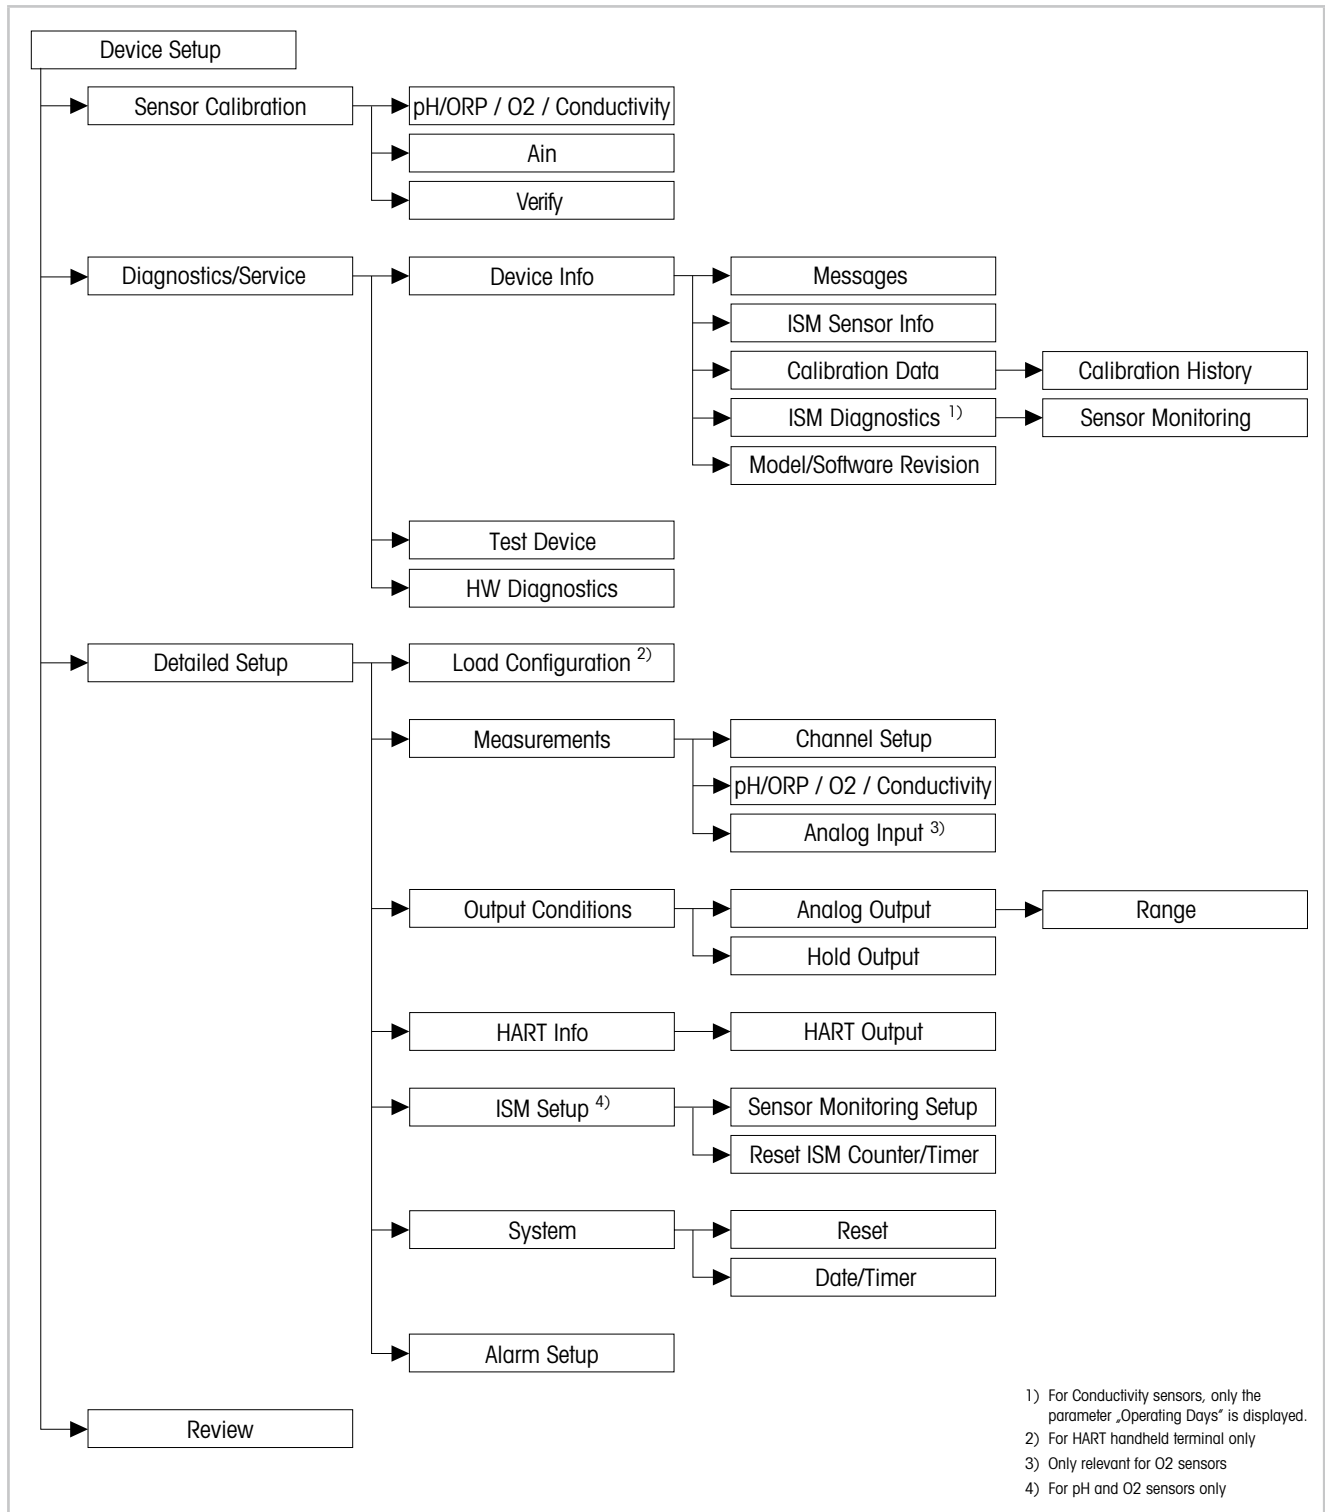 Device Setup
Sensor Calibration
pH/ORP / O2 / Conductivity
Ain
Verify
Diagnostics/Service
Device Info
Messages
ISM Sensor Info
Calibration Data
Calibration History
ISM Diagnostics 1)
Sensor Monitoring
Model/Software Revision
Test Device
HW Diagnostics
Detailed Setup
Load Configuration 2)
Measurements
Channel Setup
pH/ORP / O2 / Conductivity
Analog Input 3)
Output Conditions
Analog Output
Range
Hold Output
HART Info
HART Output
ISM Setup 4)
Sensor Monitoring Setup
Reset ISM Counter/Timer
System
Reset
Date/Timer
Alarm Setup
Review
1) For Conductivity sensors, only the
parameter „Operating Days" is displayed.
2) For HART handheld terminal only
3) Only relevant for O2 sensors
4) For pH and O2 sensors only